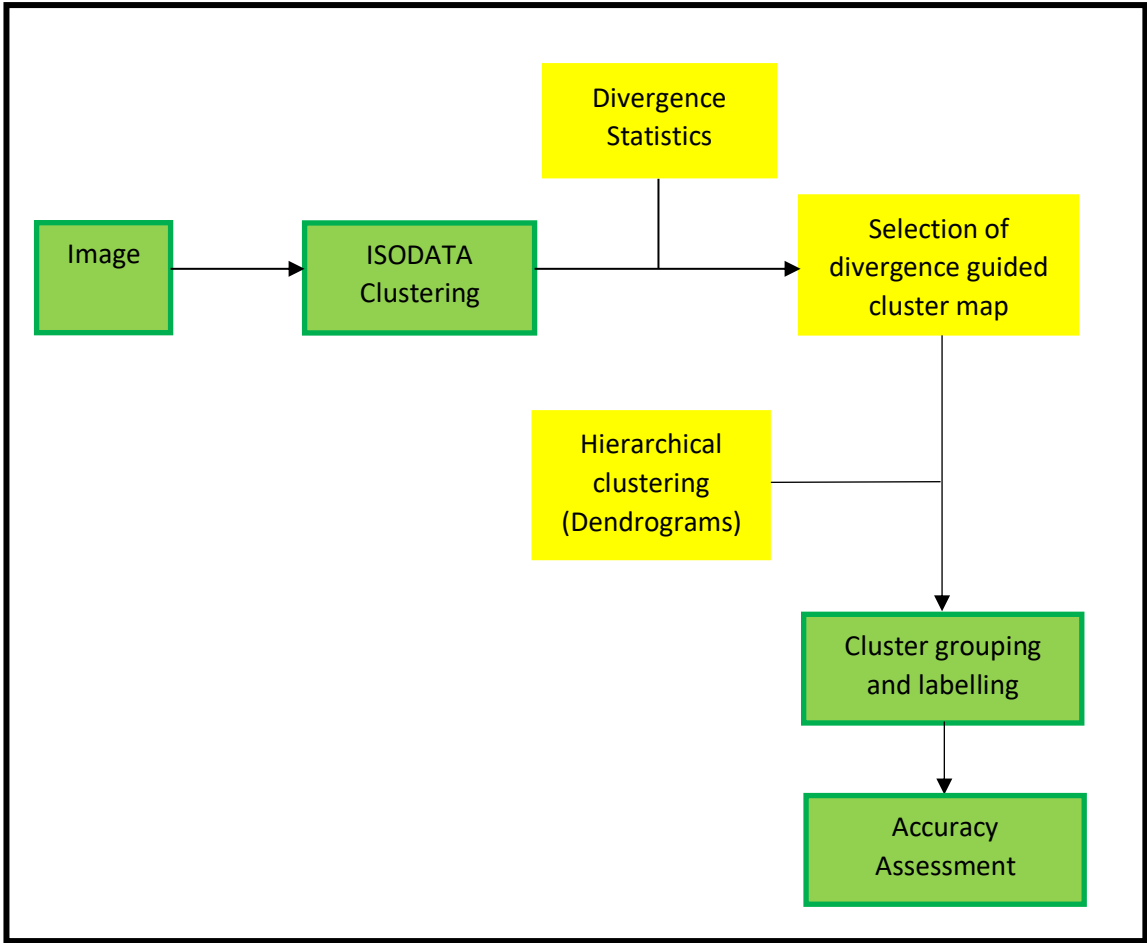 Divergence
Statistics
Image
ISODATA
Clustering
Selection of
divergence guided
cluster map
Hierarchical
clustering
(Dendrograms)
Cluster grouping
and labelling
Accuracy
Assessment